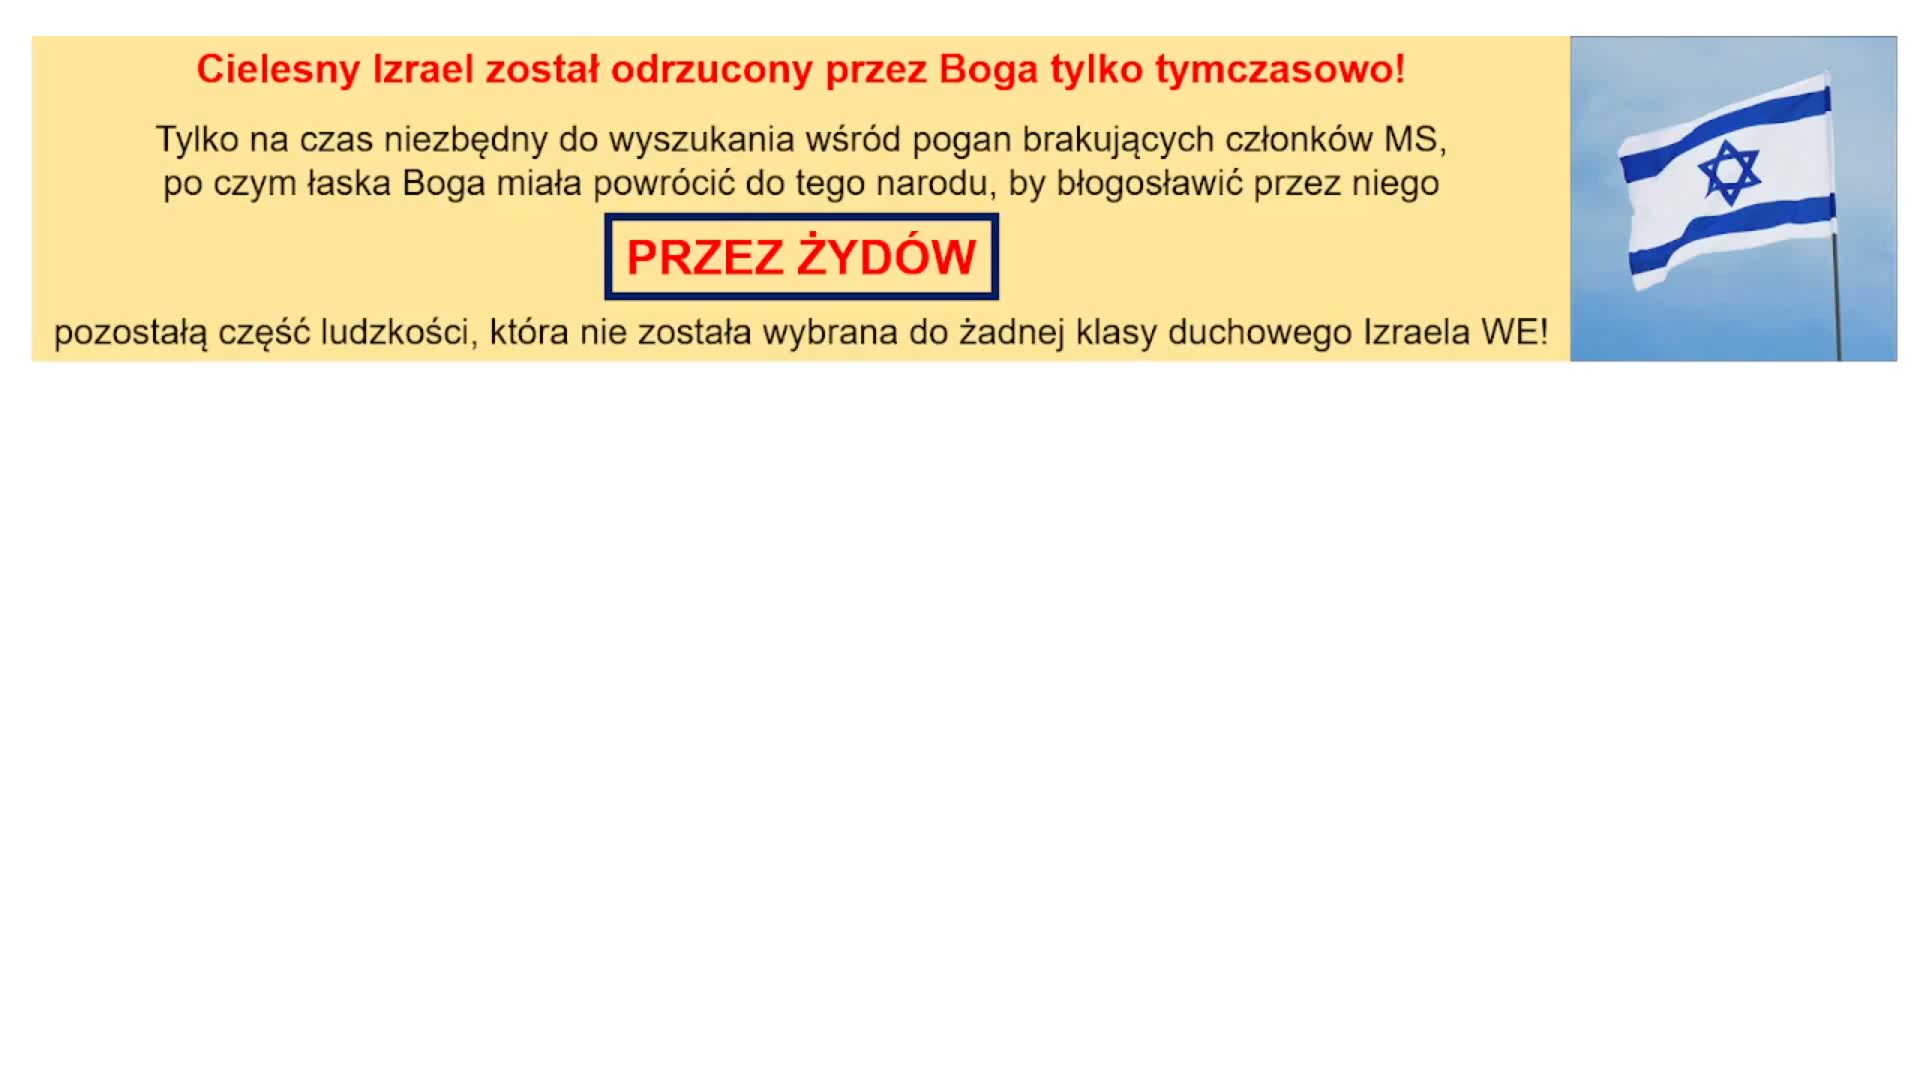 Cielesny Izrael został odrzucony przez Boga tylko tymczasowo!
Tylko na czas niezbędny do wyszukania wśród pogan brakujących członków MS,
po czym łaska Boga miała powrócić do tego narodu, by błogosławić przez niego
PRZEZ ŻYDÓW
pozostałą część ludzkości, która nie została wybrana do żadnej klasy duchowego Izraela WE!